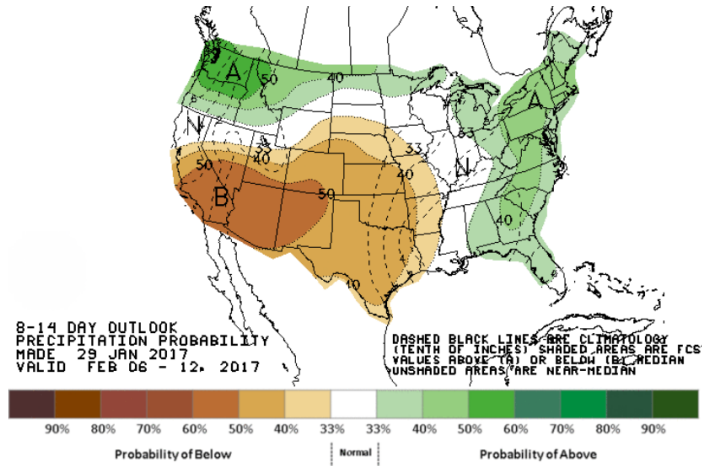 A
50
40
A
N
33
33
33
N
50
40
40
B
50
40
40
8-14 DAY OUTLOOK
PRECIPITATION PROBABILITY
MADE 29 JAN 2017
VALID FEB 06 - 12, 2017
DASHED BLACK LINES ARE CLIMATOLOGY
(TENTH OF INCHES) SHADED AREAS ARE FCST
VALUES ABOVE (A) OR BELOW (B) MEDIAN
UNSHADED AREAS ARE NEAR-MEDIAN
90% 80% 70% 60% 50% 40% 33% 33% 40% 50% 60% 70% 80% 90%
Probability of Below Normal Probability of Above